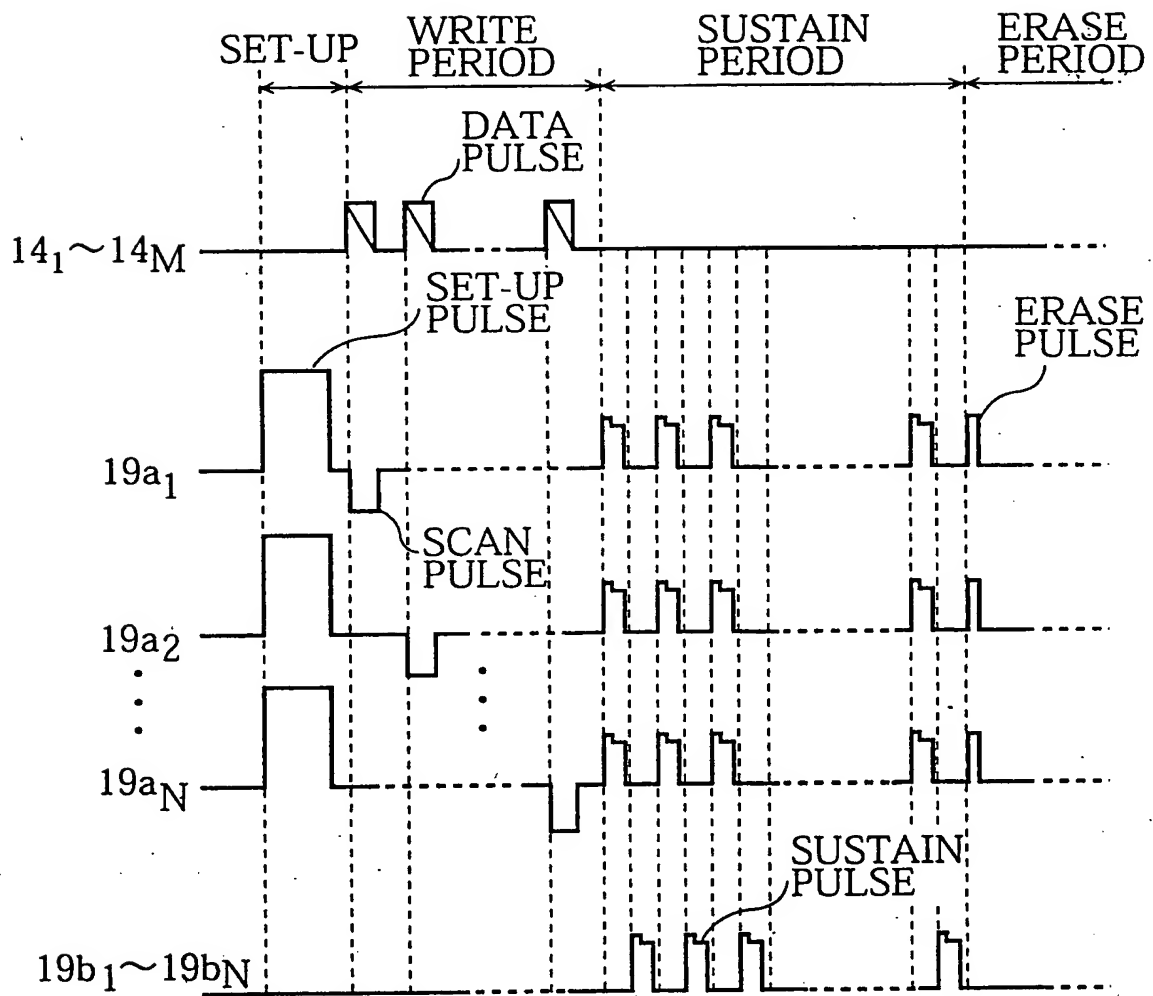 SET-UP
WRITE
PERIOD
SUSTAIN
PERIOD
ERASE
PERIOD
DATA
PULSE
14₁~14M
SET-UP
PULSE
ERASE
PULSE
19a₁
SCAN
PULSE
19a₂
19aN
SUSTAIN
PULSE
19b₁~19bN